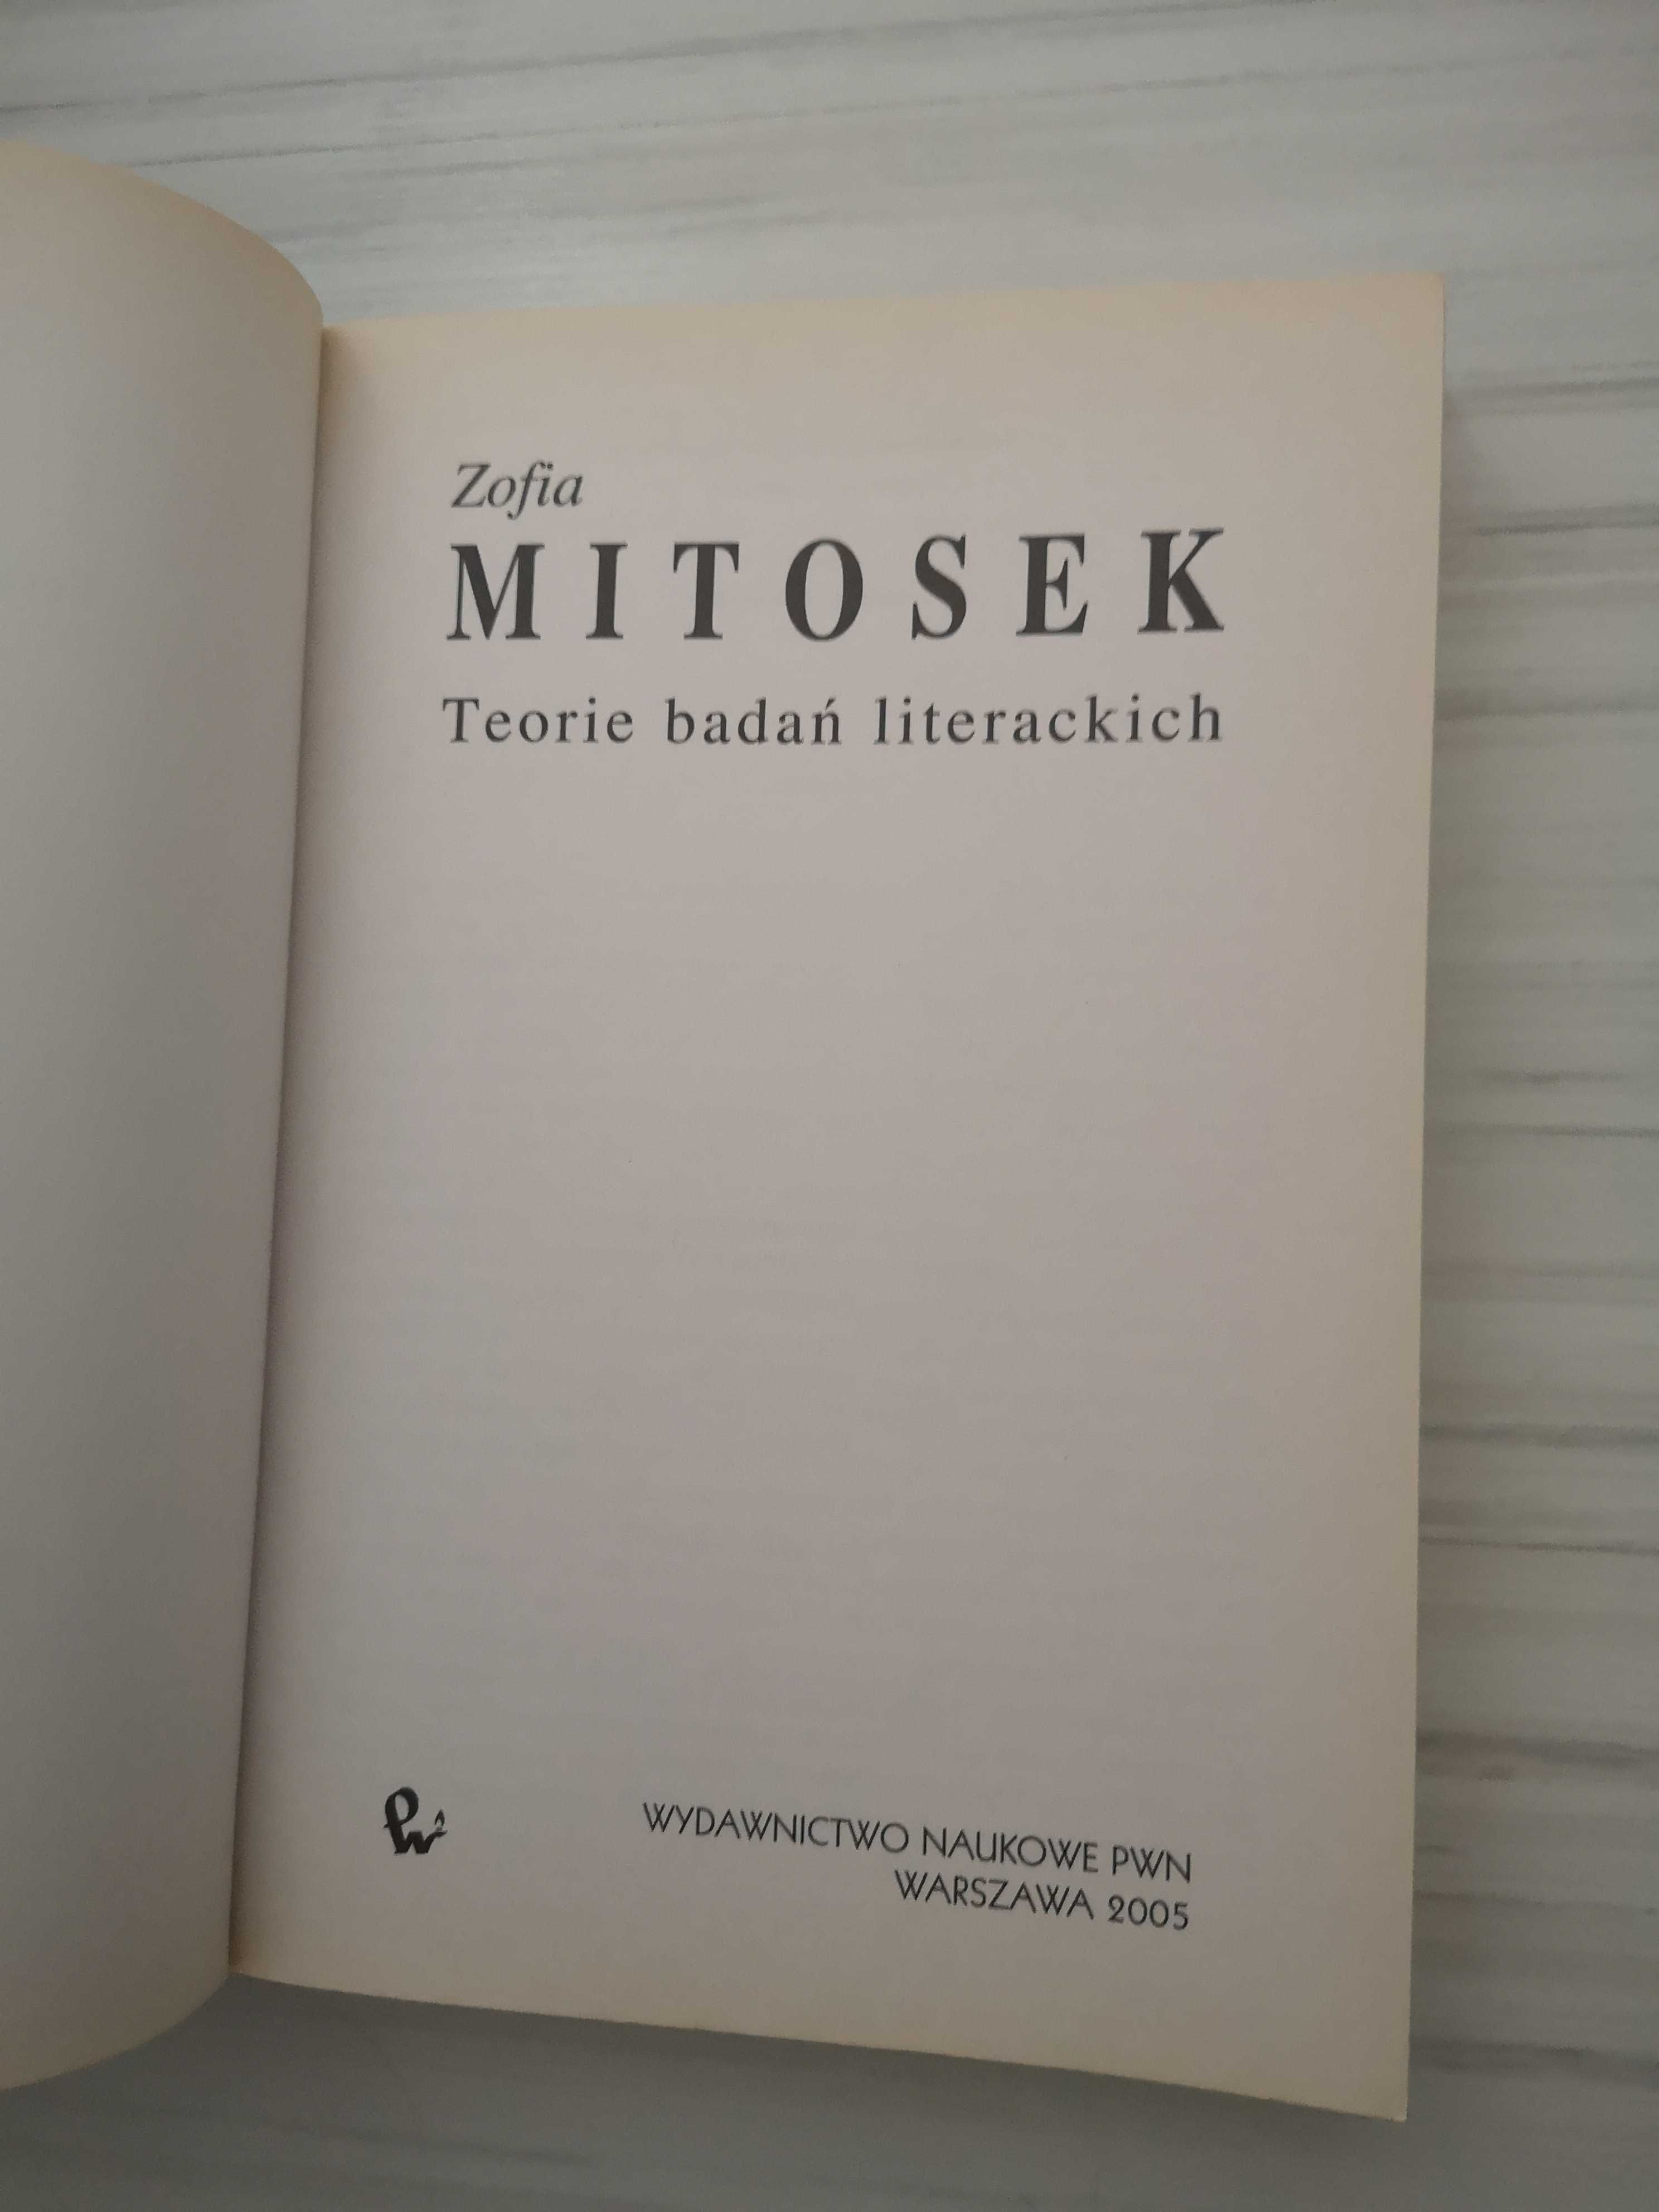 Zofia
MITOSEK
Teorie badań literackich
WYDAWNICTWO NAUKOWE PWN
WARSZAWA 2005